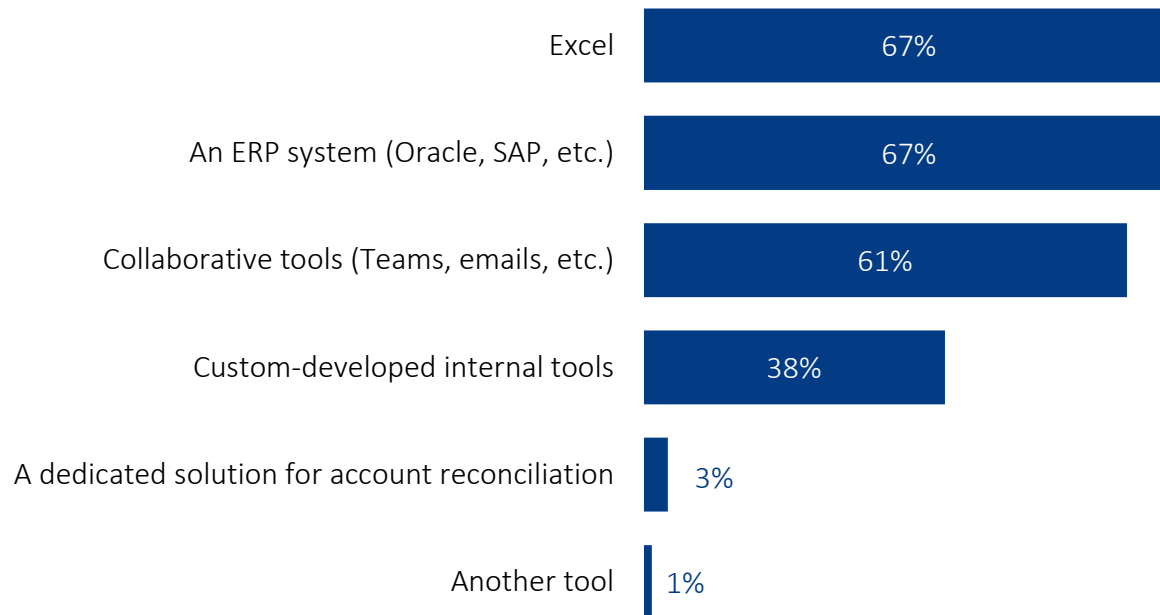 Excel 67%
An ERP system (Oracle, SAP, etc.) 67%
Collaborative tools (Teams, emails, etc.) 61%
Custom-developed internal tools 38%
A dedicated solution for account reconciliation 3%
Another tool 1%